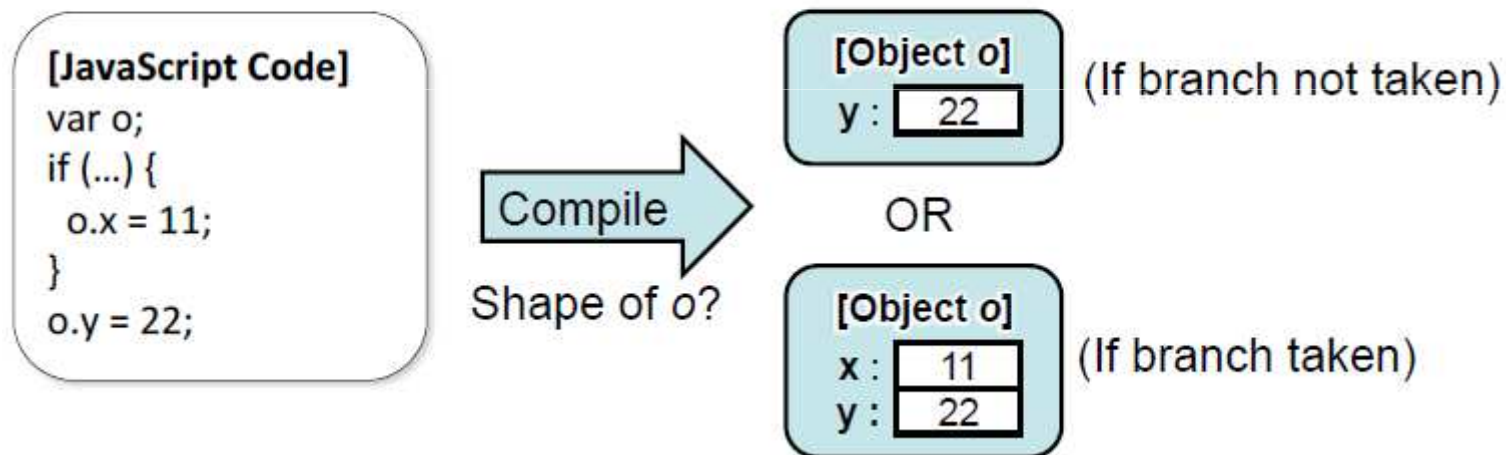 [JavaScript Code]
var o;
if (...) {
o.x = 11;
}
o.y = 22;
Compile
Shape of o?
[Object o]
y : 22
(If branch not taken)
OR
[Object o]
x : 11
y : 22
(If branch taken)